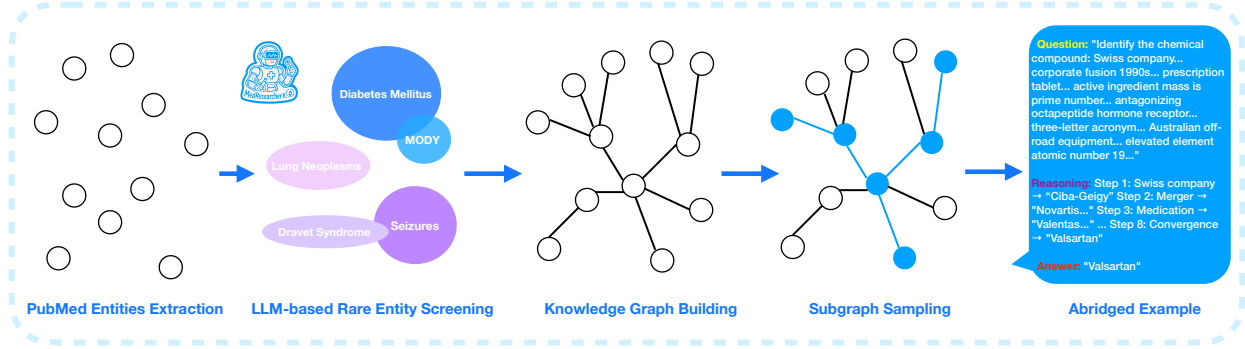 MedResearcher-R
Diabetes Mellitus
MODY
Lung Neoplasms
Dravet Syndrome
Seizures
Question: "Identify the chemical
compound: Swiss company...
corporate fusion 1990s... prescription
tablet... active ingredient mass is
prime number... antagonizing
octapeptide hormone receptor...
three-letter acronym... Australian off-
road equipment... elevated element
atomic number 19..."
Reasoning: Step 1: Swiss company
→ "Ciba-Geigy" Step 2: Merger →
"Novartis..." Step 3: Medication →
"Valentas..." ... Step 8: Convergence
→ "Valsartan"
Answer: "Valsartan"
PubMed Entities Extraction
LLM-based Rare Entity Screening
Knowledge Graph Building
Subgraph Sampling
Abridged Example